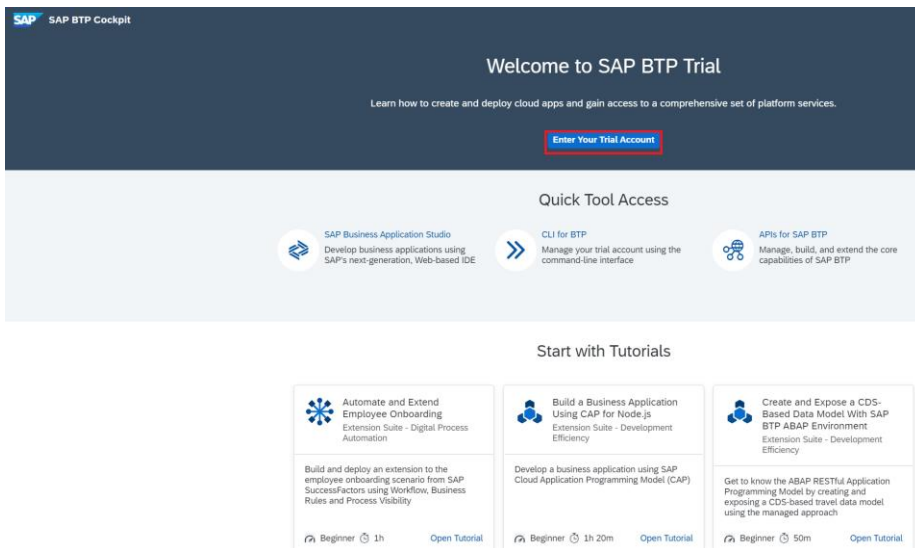 SAP SAP BTP Cockpit
Welcome to SAP BTP Trial
Learn how to create and deploy cloud apps and gain access to a comprehensive set of platform services.
Enter Your Trial Account
Quick Tool Access
SAP Business Application Studio
Develop business applications using
SAP's next-generation, Web-based IDE
CLI for BTP
Manage your trial account using the
command-line interface
APIs for SAP BTP
Manage, build, and extend the core
capabilities of SAP BTP
Start with Tutorials
Automate and Extend
Employee Onboarding
Extension Suite - Digital Process
Automation
Build and deploy an extension to the
employee onboarding scenario from SAP
SuccessFactors using Workflow, Business
Rules and Process Visibility
Beginner 1h Open Tutorial
Build a Business Application
Using CAP for Node.js
Extension Suite - Development
Efficiency
Develop a business application using SAP
Cloud Application Programming Model (CAP)
Beginner 1h 20m Open Tutorial
Create and Expose a CDS-
Based Data Model With SAP
BTP ABAP Environment
Extension Suite - Development
Efficiency
Get to know the ABAP RESTful Application
Programming Model by creating and
exposing a CDS-based travel data model
using the managed approach
Beginner 50m Open Tutorial